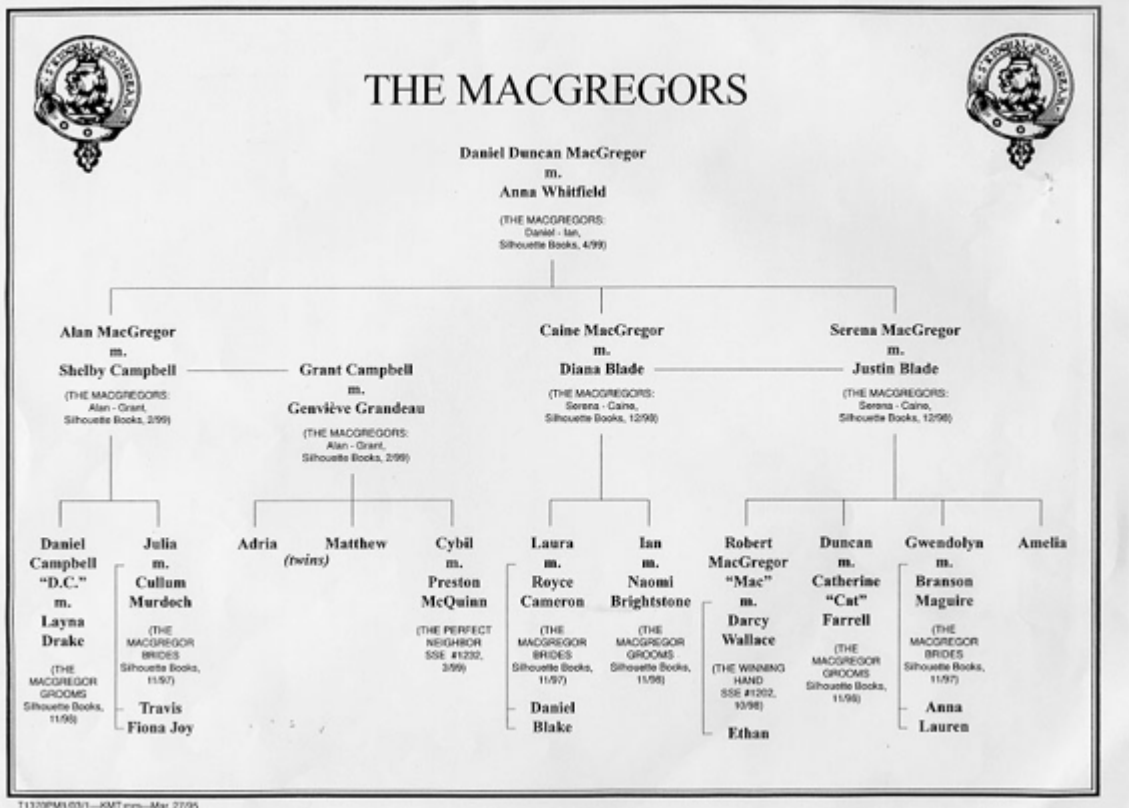 THE MACGREGORS
Daniel Duncan MacGregor
m.
Anna Whitfield
(THE MACGREGORS:
Daniel - Ian,
Silhouette Books, 4/99)
Alan MacGregor
m.
Shelby Campbell
(THE MACGREGORS:
Alan - Grant,
Silhouette Books, 2/99)
Grant Campbell
m.
Genviève Grandeau
(THE MACGREGORS:
Alan - Grant,
Silhouette Books, 2/99)
Caine MacGregor
m.
Diana Blade
(THE MACGREGORS:
Serena - Caine,
Silhouette Books, 12/98)
Serena MacGregor
m.
Justin Blade
(THE MACGREGORS:
Serena - Caine,
Silhouette Books, 12/98)
Daniel
Campbell
"D.C."
m.
Layna
Drake
(THE
MACGREGOR
GROOMS
Silhouette Books,
11/98)
Julia
m.
Cullum
Murdoch
(THE
MACGREGOR
BRIDES
Silhouette Books,
11/97)
Travis
Fiona Joy
Adria
Matthew
(twins)
Cybil
m.
Preston
McQuinn
(THE PERFECT
NEIGHBOR
SSE #1232,
3/99)
Laura
m.
Royce
Cameron
(THE
MACGREGOR
BRIDES
Silhouette Books,
11/97)
Daniel
Blake
Ian
m.
Naomi
Brightstone
(THE
MACGREGOR
GROOMS
Silhouette Books,
11/98)
Robert
MacGregor
"Mac"
m.
Darcy
Wallace
(THE WINNING
HAND
SSE #1202,
10/98)
Ethan
Duncan
m.
Catherine
"Cat"
Farrell
(THE
MACGREGOR
GROOMS
Silhouette Books,
11/98)
Gwendolyn
m.
Branson
Maguire
(THE
MACGREGOR
BRIDES
Silhouette Books,
11/97)
Anna
Lauren
Amelia